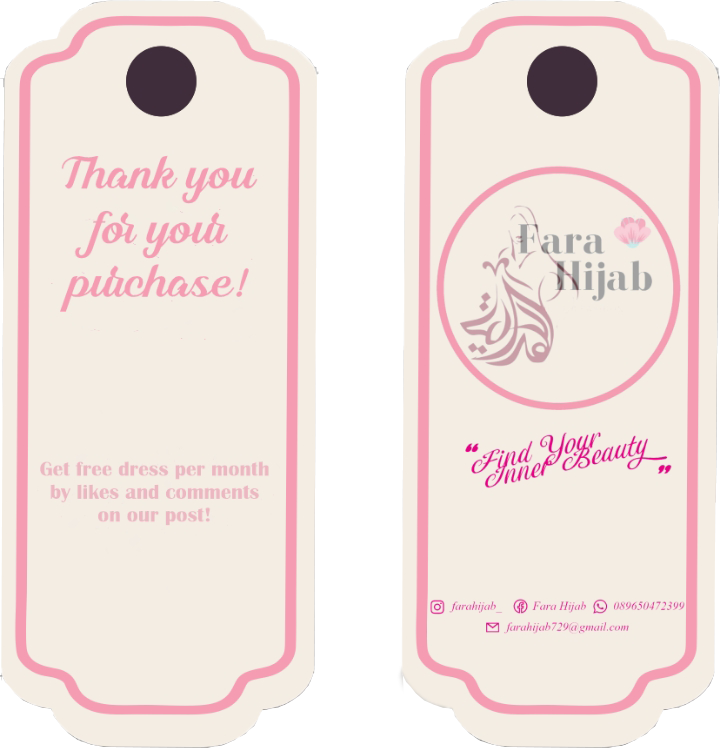 Thank you
for your
purchase!
Get free dress per month
by likes and comments
on our post!
Fara
Hijab
“Find Your
Inner Beauty”
farahijab_ Fara Hijab 089650472399
farahijab729@gmail.com